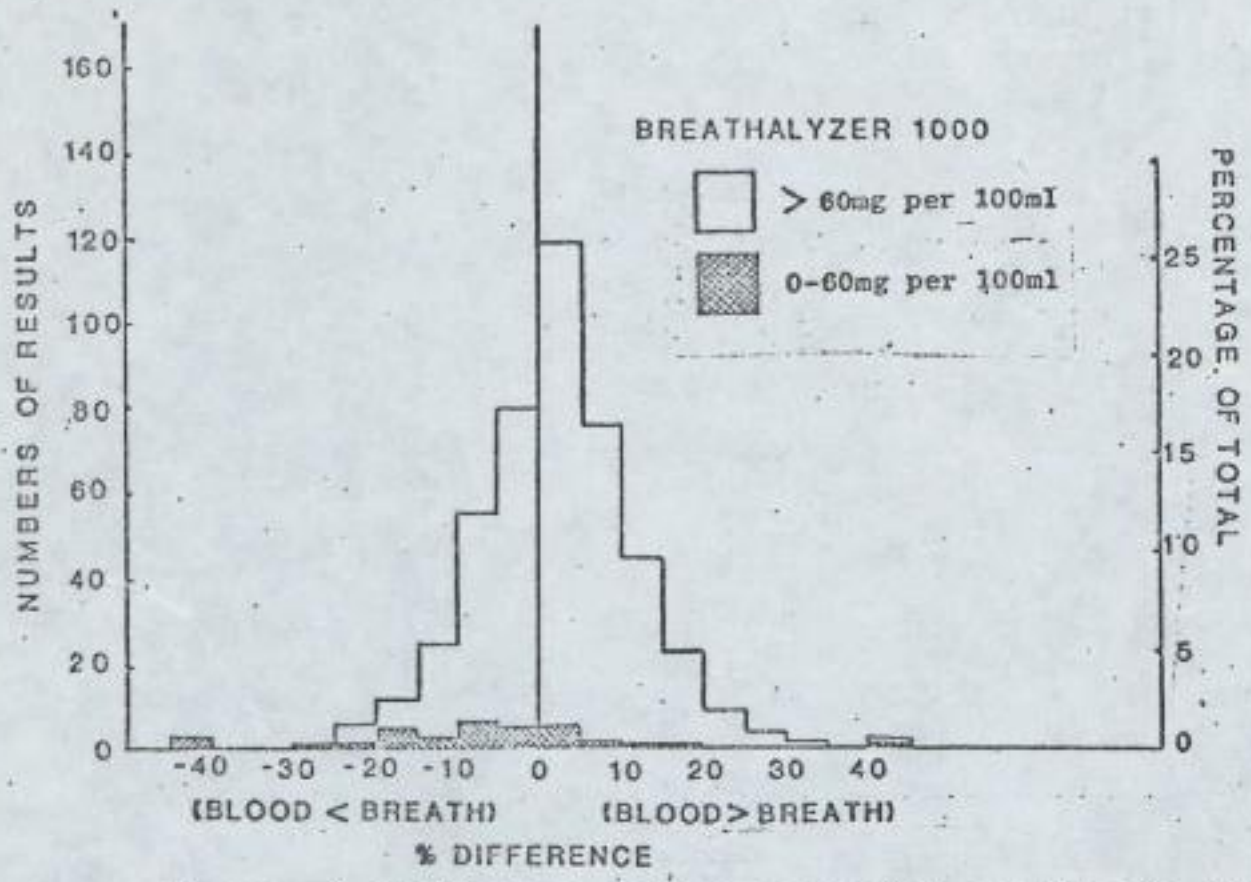 NUMBERS OF RESULTS
160
140
120
100
80
60
40
20
0
BREATHALYZER 1000
> 60mg per 100ml
0-60mg per 100ml
PERCENTAGE OF TOTAL
25
20
15
10
5
0
-40 -30 -20 -10 0 10 20 30 40
(BLOOD < BREATH) (BLOOD > BREATH)
% DIFFERENCE